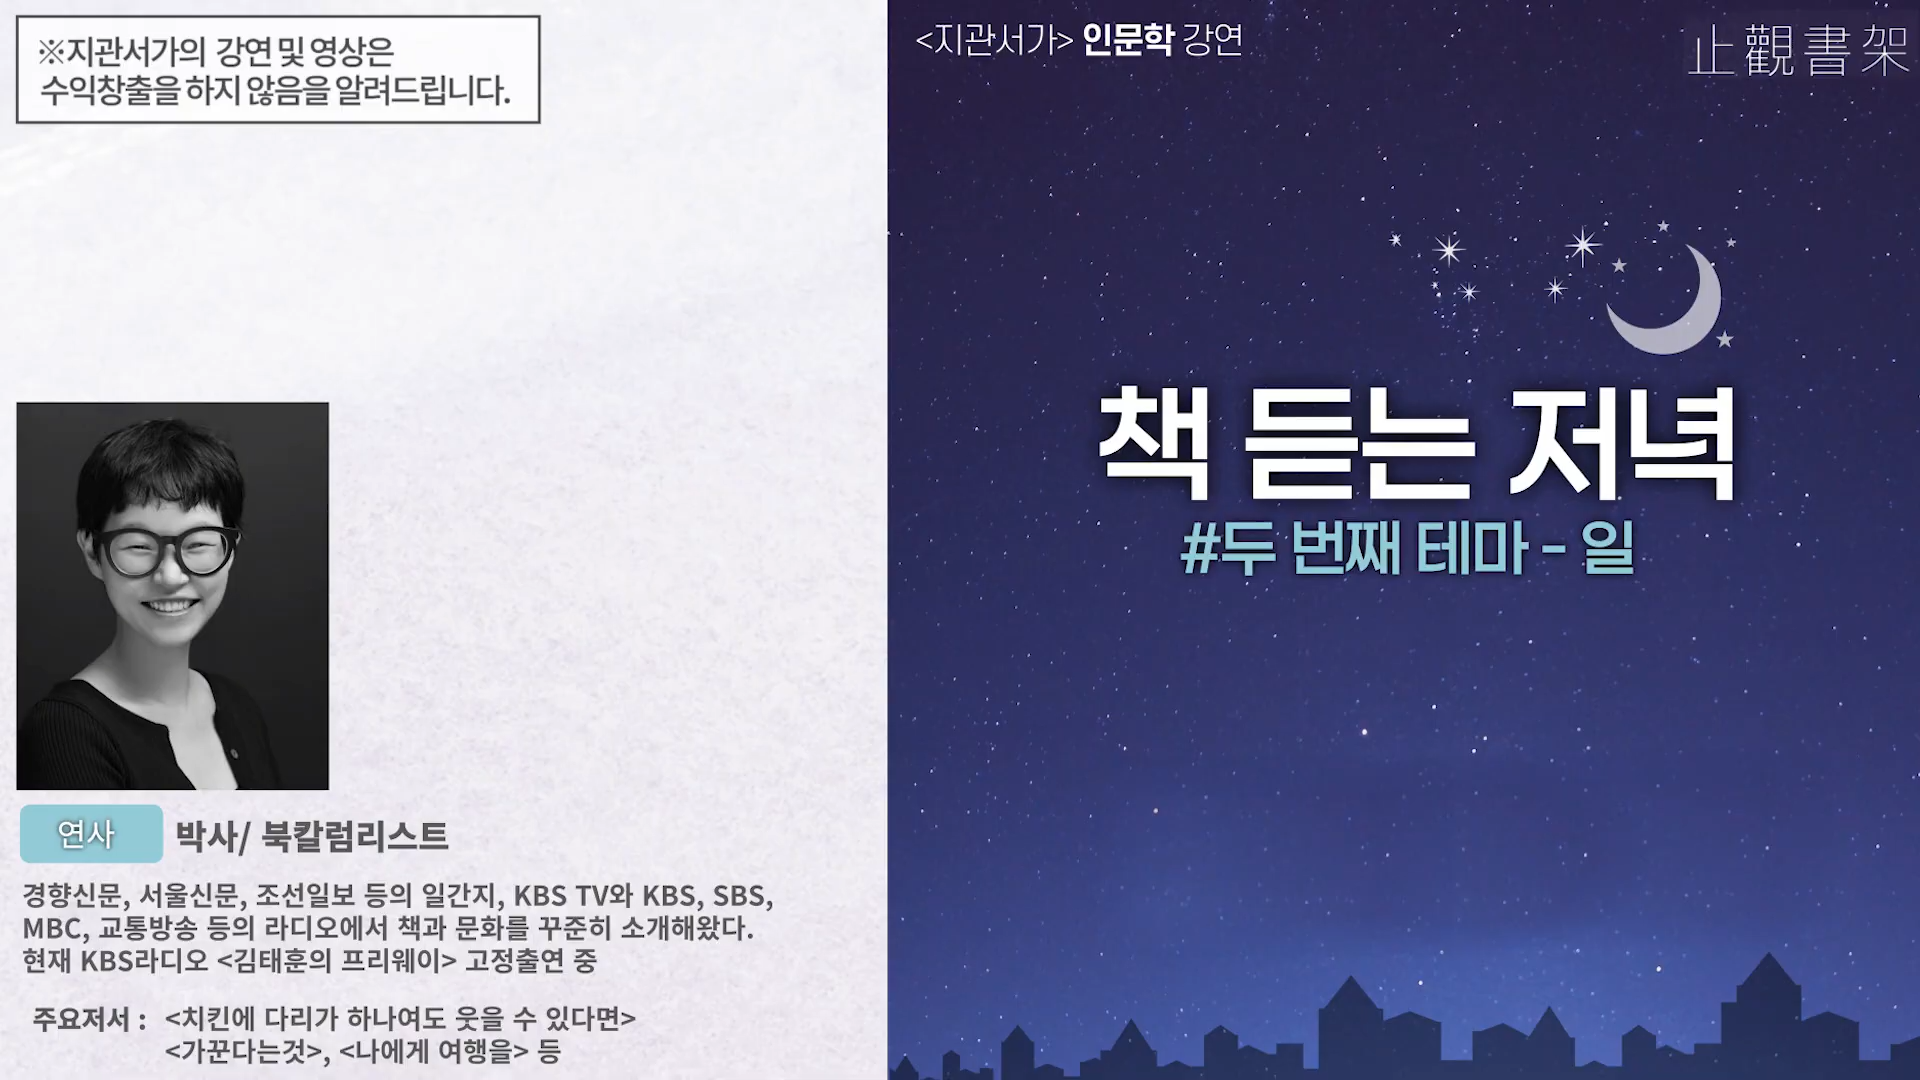 ※지관서가의 강연 및 영상은
수익창출을 하지 않음을 알려드립니다.
연사
박사/ 북칼럼리스트
경향신문, 서울신문, 조선일보 등의 일간지, KBS TV와 KBS, SBS,
MBC, 교통방송 등의 라디오에서 책과 문화를 꾸준히 소개해왔다.
현재 KBS라디오 <김태훈의 프리웨이> 고정출연 중
주요저서 : <치킨에 다리가 하나여도 웃을 수 있다면>
<가꾼다는것>, <나에게 여행을> 등
<지관서가> 인문학 강연
止觀書架
책 듣는 저녁
#두 번째 테마 - 일